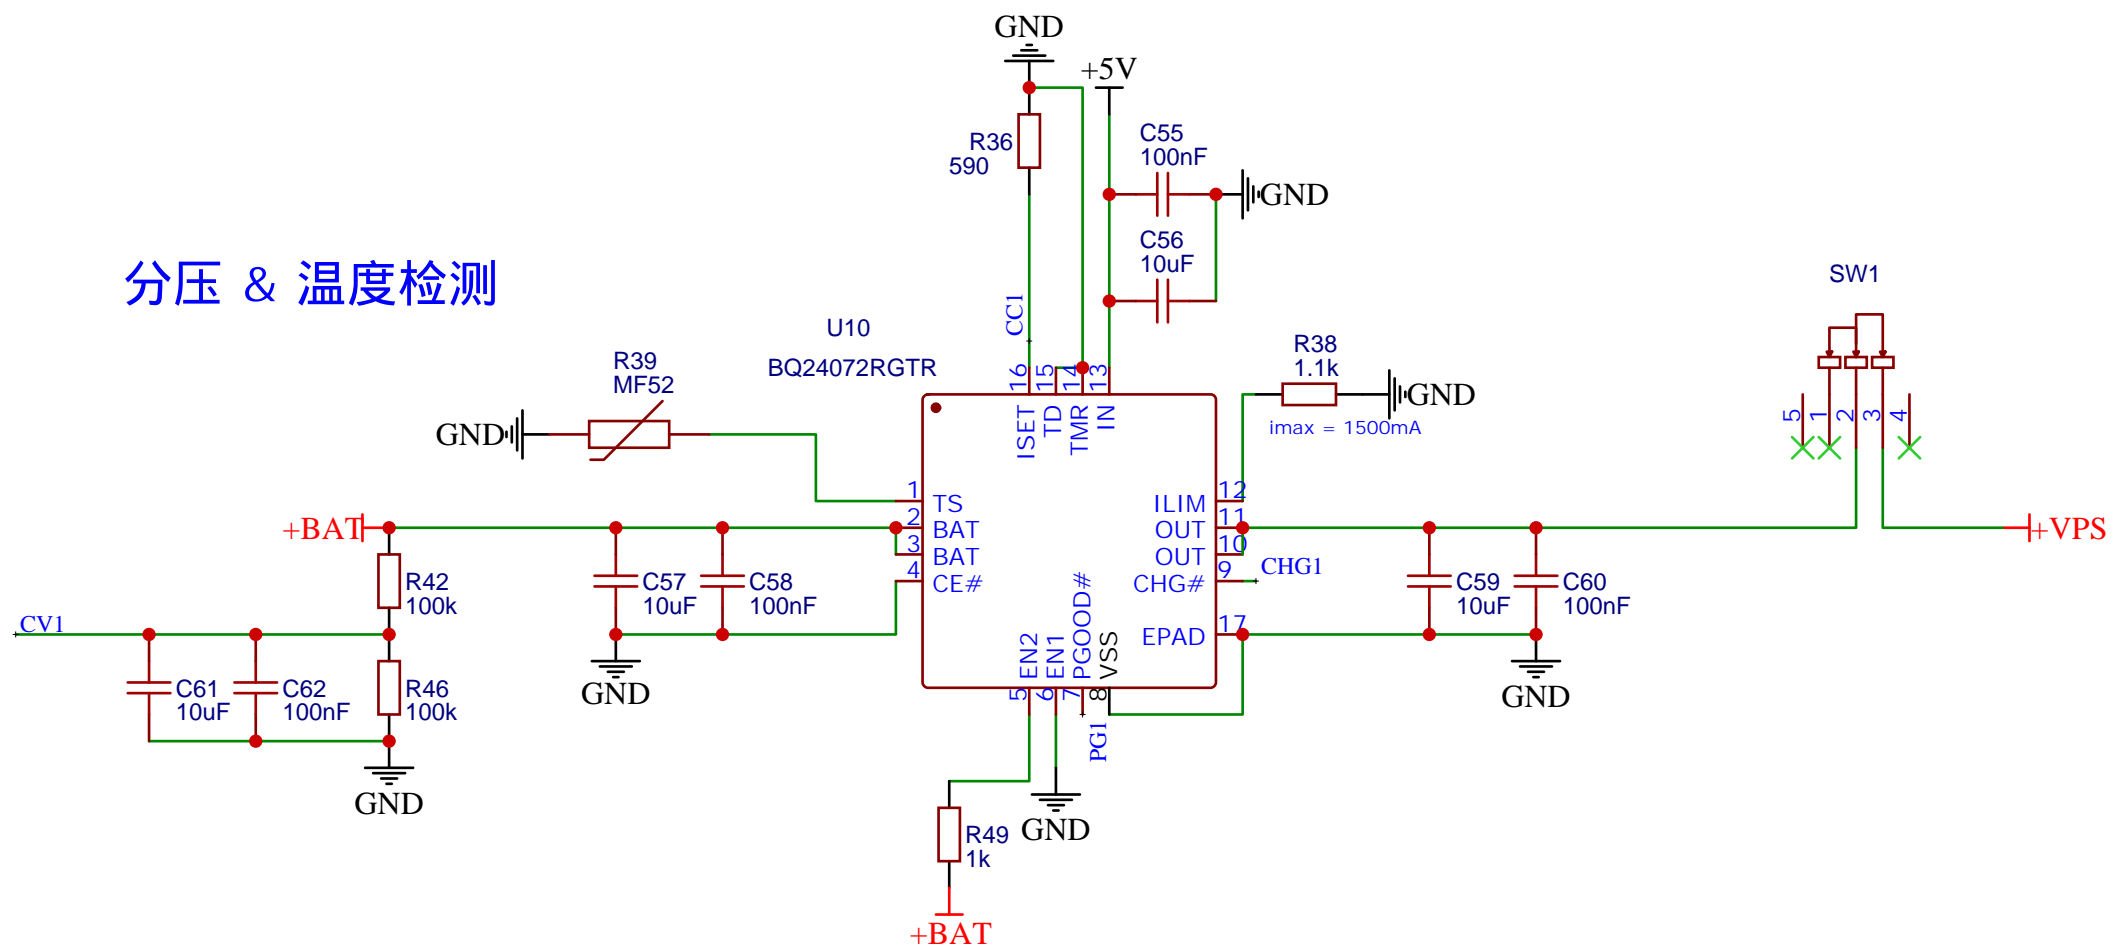 GND
+5V
R36
590
C55
100nF
GND
C56
10uF
分压 & 温度检测
CC1
SW1
U10
BQ24072RGTR
R39
MF52
GND
R38
1.1k
GND
imax = 1500mA
16
15
14
13
ISET
TD
TMR
IN
5
1
2
3
4
1
TS
2
BAT
3
BAT
4
CE#
12
ILIM
11
OUT
10
OUT
9
CHG#
CHG1
17
EPAD
+BAT
+VPS
R42
100k
C57
10uF
C58
100nF
C59
10uF
C60
100nF
CV1
EN2
EN1
PGOOD#
VSS
5
6
7
8
GND
GND
C61
10uF
C62
100nF
R46
100k
PG1
GND
R49
1k
GND
+BAT